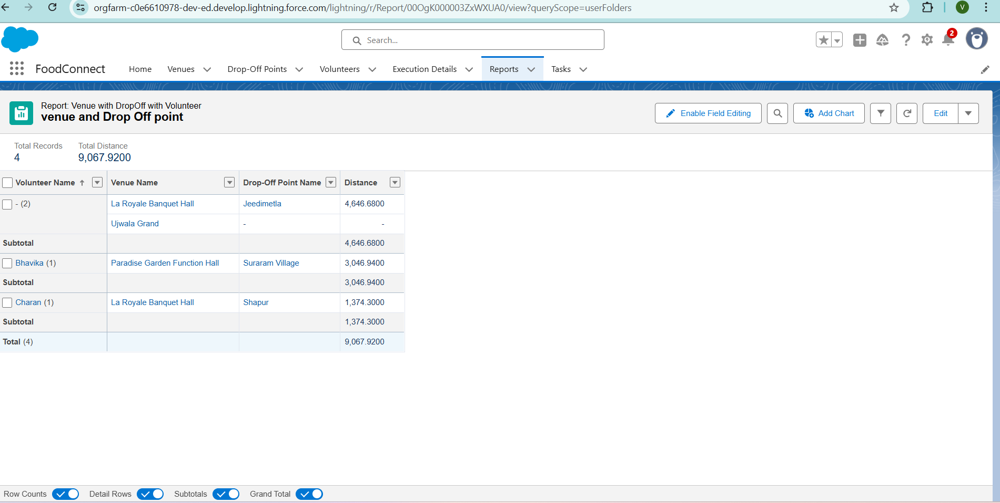 orgfarm-c0e6610978-dev-ed.develop.lightning.force.com/lightning/r/Report/00OgK000003ZxWXUA0/view?queryScope=userFolders
V
Search...
2
FoodConnect Home Venues Drop-Off Points Volunteers Execution Details Reports Tasks
Report: Venue with DropOff with Volunteer
venue and Drop Off point
Enable Field Editing Add Chart Edit
Total Records Total Distance
4 9,067.9200
Volunteer Name ↑ Venue Name Drop-Off Point Name Distance
- (2) La Royale Banquet Hall Jeedimetla 4,646.6800
Ujwala Grand - -
Subtotal 4,646.6800
Bhavika (1) Paradise Garden Function Hall Suraram Village 3,046.9400
Subtotal 3,046.9400
Charan (1) La Royale Banquet Hall Shapur 1,374.3000
Subtotal 1,374.3000
Total (4) 9,067.9200
Row Counts Detail Rows Subtotals Grand Total